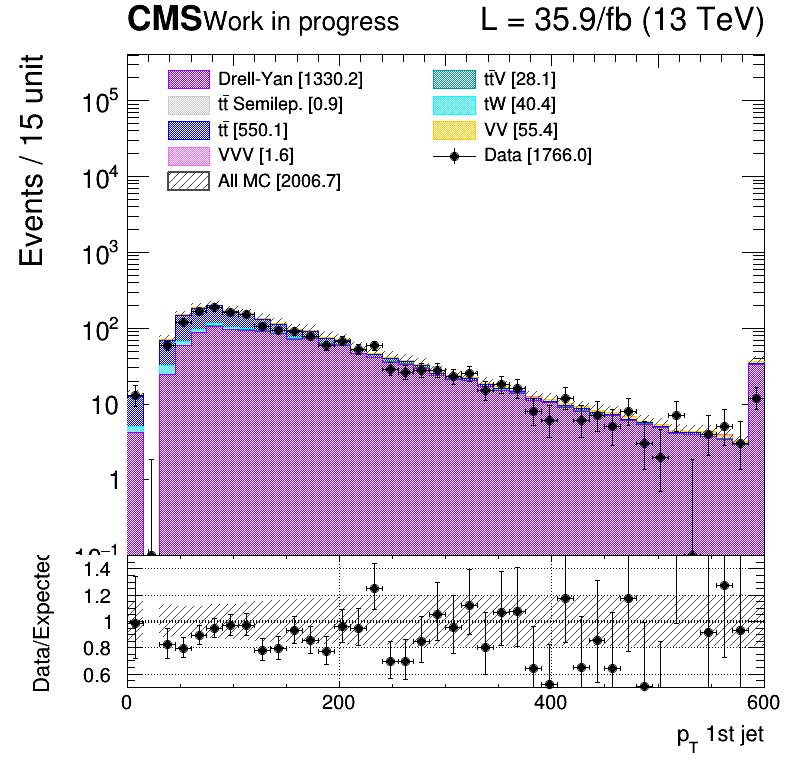 CMS Work in progress L = 35.9/fb (13 TeV)
Events / 15 unit
Drell-Yan [1330.2]
tt̄ Semilep. [0.9]
tt̄ [550.1]
VVV [1.6]
All MC [2006.7]
tt̄V [28.1]
tW [40.4]
VV [55.4]
Data [1766.0]
10⁵
10⁴
10³
10²
10
1
10⁻¹
Data/Expected
1.4
1.2
1
0.8
0.6
0 200 400 600
p_T 1st jet